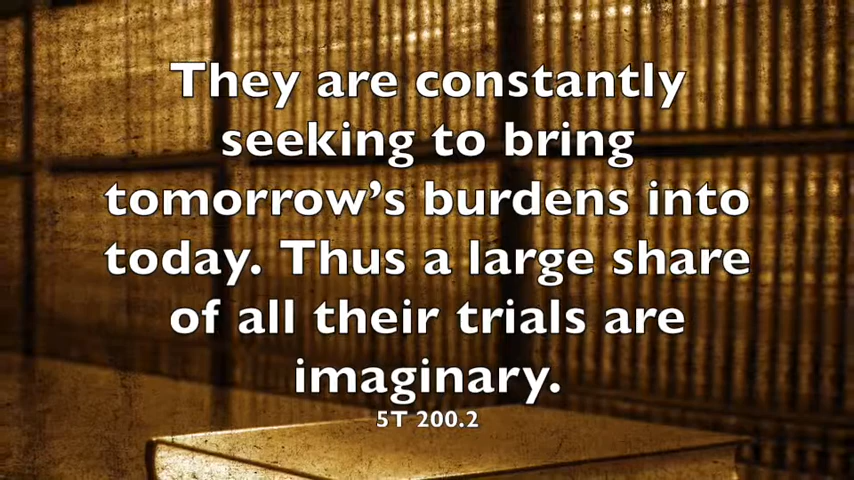 They are constantly
seeking to bring
tomorrow’s burdens into
today. Thus a large share
of all their trials are
imaginary.
5T 200.2